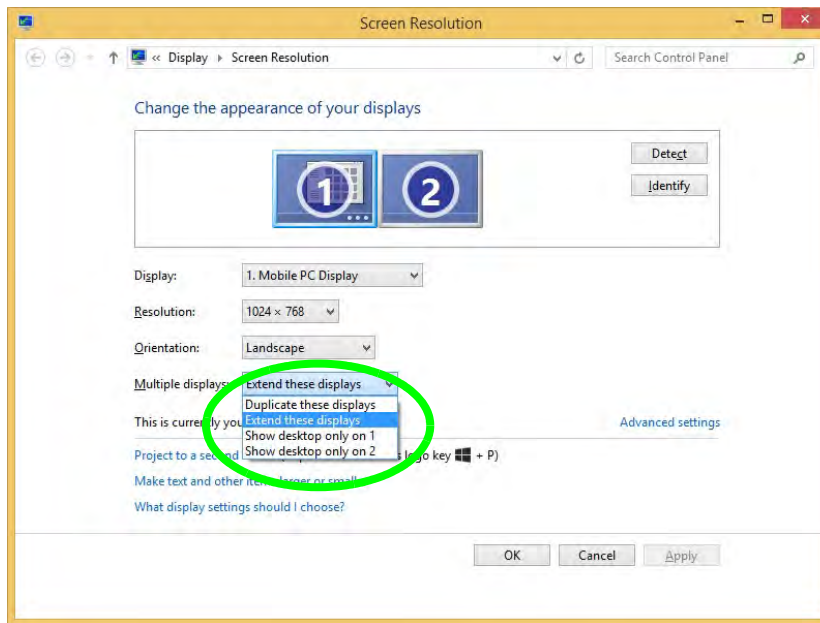 Screen Resolution
« Display ▸ Screen Resolution
Search Control Panel
Change the appearance of your displays
1 2
Detect
Identify
Display: 1. Mobile PC Display
Resolution: 1024 × 768
Orientation: Landscape
Multiple displays: Extend these displays
Duplicate these displays
This is currently you Extend these displays Advanced settings
Show desktop only on 1
Project to a second Show desktop only on 2 logo key + P)
Make text and other items larger or small
What display settings should I choose?
OK Cancel Apply